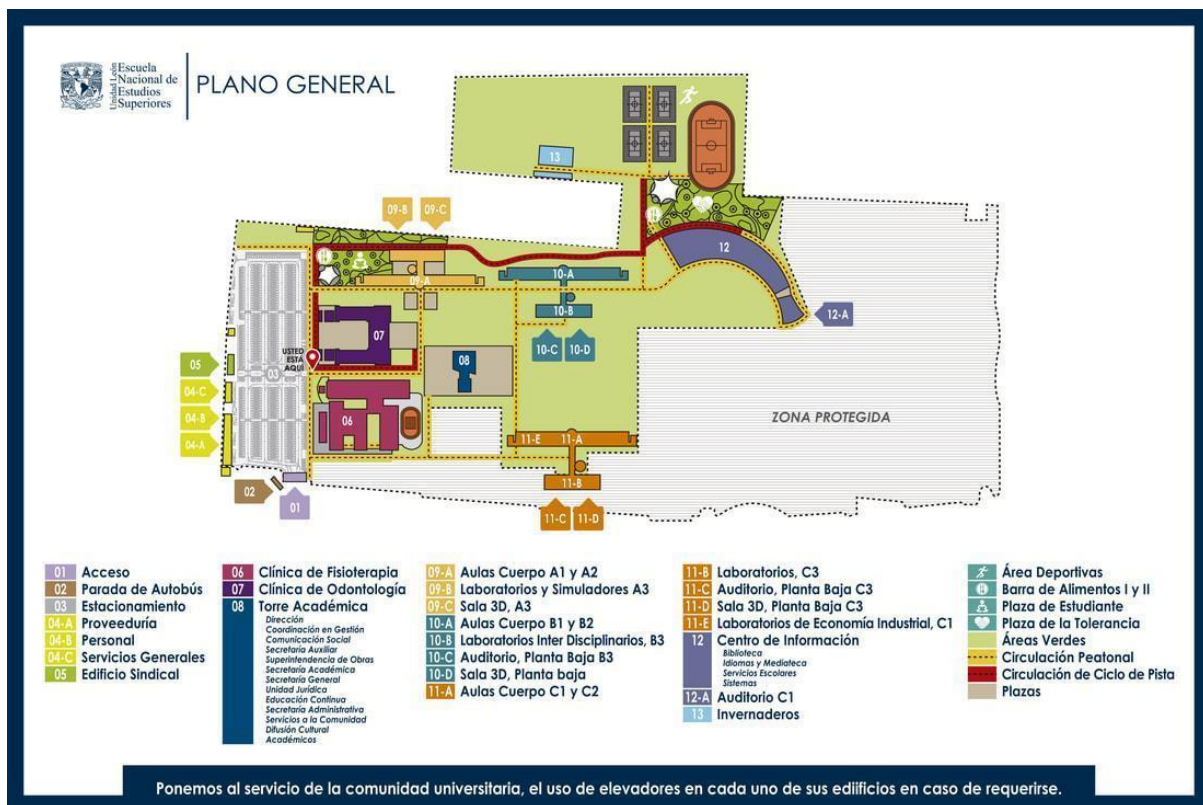 Escuela
Nacional de
Estudios
Superiores
Unidad León
PLANO GENERAL
13
09-B
09-C
12
09-A
10-A
10-B
12-A
07
10-C
10-D
USTED
ESTÁ
AQUÍ
08
05
03
04-C
04-B
04-A
06
ZONA PROTEGIDA
11-E
11-A
11-B
02
01
11-C
11-D
01 Acceso
02 Parada de Autobús
03 Estacionamiento
04-A Proveeduría
04-B Personal
04-C Servicios Generales
05 Edificio Sindical
06 Clínica de Fisioterapia
07 Clínica de Odontología
08 Torre Académica
Dirección
Coordinación en Gestión
Comunicación Social
Secretaría Auxiliar
Superintendencia de Obras
Secretaría Académica
Secretaría General
Unidad Jurídica
Educación Continua
Secretaría Administrativa
Servicios a la Comunidad
Difusión Cultural
Académicos
09-A Aulas Cuerpo A1 y A2
09-B Laboratorios y Simuladores A3
09-C Sala 3D, A3
10-A Aulas Cuerpo B1 y B2
10-B Laboratorios Inter Disciplinarios, B3
10-C Auditorio, Planta Baja B3
10-D Sala 3D, Planta baja
11-A Aulas Cuerpo C1 y C2
11-B Laboratorios, C3
11-C Auditorio, Planta Baja C3
11-D Sala 3D, Planta Baja C3
11-E Laboratorios de Economía Industrial, C1
12 Centro de Información
Biblioteca
Idiomas y Mediateca
Servicios Escolares
Sistemas
12-A Auditorio C1
13 Invernaderos
Área Deportivas
Barra de Alimentos I y II
Plaza de Estudiante
Plaza de la Tolerancia
Áreas Verdes
Circulación Peatonal
Circulación de Ciclo de Pista
Plazas
Ponemos al servicio de la comunidad universitaria, el uso de elevadores en cada uno de sus ediificios en caso de requerirse.